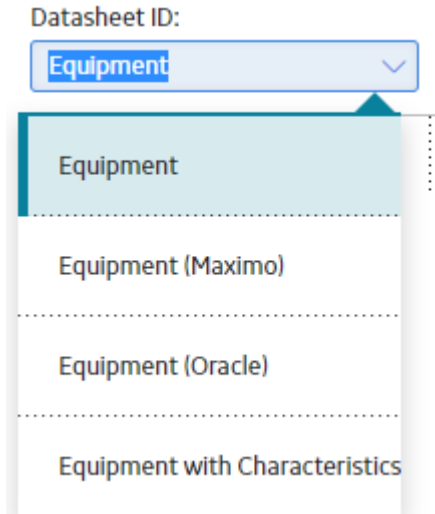 Datasheet ID:
Equipment
Equipment
Equipment (Maximo)
Equipment (Oracle)
Equipment with Characteristics